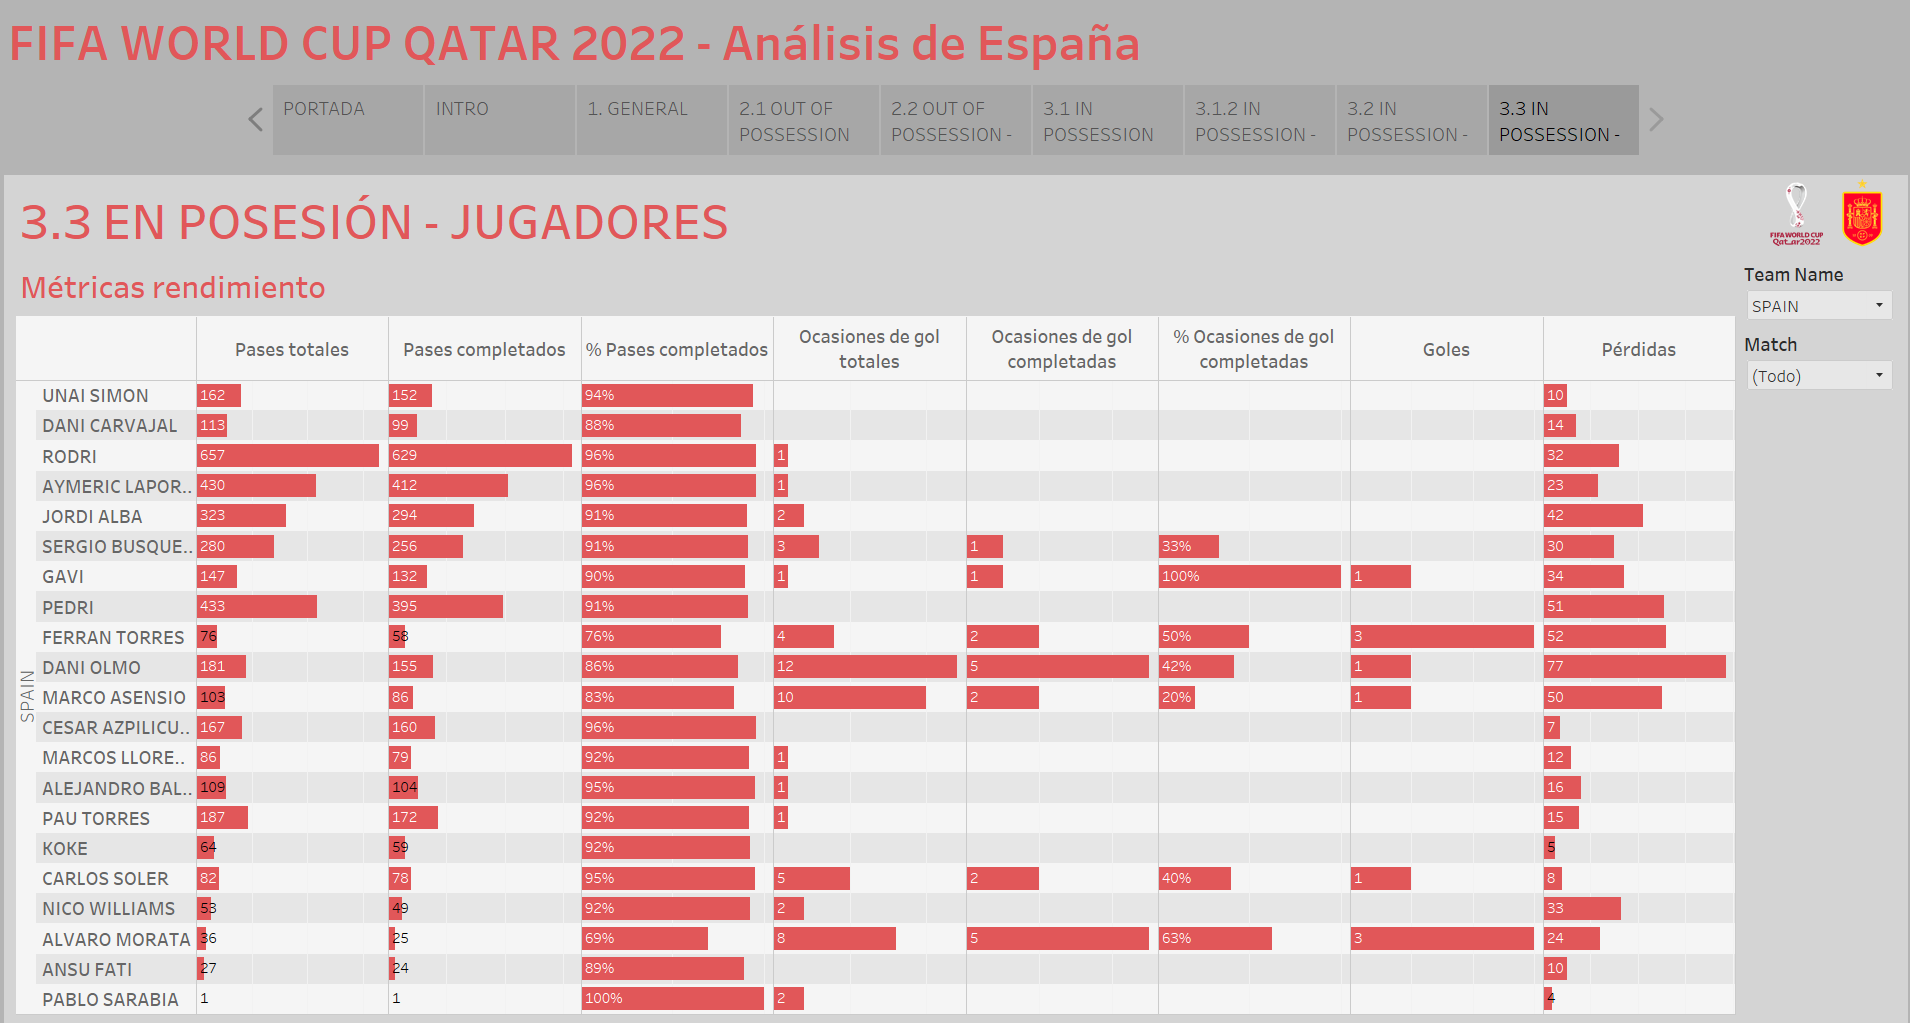 FIFA WORLD CUP QATAR 2022 - Análisis de España
PORTADA
INTRO
1. GENERAL
2.1 OUT OF
POSSESSION
2.2 OUT OF
POSSESSION -
3.1 IN
POSSESSION
3.1.2 IN
POSSESSION -
3.2 IN
POSSESSION -
3.3 IN
POSSESSION -
3.3 EN POSESIÓN - JUGADORES
FIFA WORLD CUP
Qatar2022
Métricas rendimiento
Team Name
SPAIN
Match
(Todo)
Pases totales
Pases completados
% Pases completados
Ocasiones de gol
totales
Ocasiones de gol
completadas
% Ocasiones de gol
completadas
Goles
Pérdidas
SPAIN
UNAI SIMON 162 152 94% 10
DANI CARVAJAL 113 99 88% 14
RODRI 657 629 96% 1 32
AYMERIC LAPOR.. 430 412 96% 1 23
JORDI ALBA 323 294 91% 2 42
SERGIO BUSQUE.. 280 256 91% 3 1 33% 30
GAVI 147 132 90% 1 1 100% 1 34
PEDRI 433 395 91% 51
FERRAN TORRES 76 58 76% 4 2 50% 3 52
DANI OLMO 181 155 86% 12 5 42% 1 77
MARCO ASENSIO 103 86 83% 10 2 20% 1 50
CESAR AZPILICU.. 167 160 96% 7
MARCOS LLORE.. 86 79 92% 1 12
ALEJANDRO BAL.. 109 104 95% 1 16
PAU TORRES 187 172 92% 1 15
KOKE 64 59 92% 5
CARLOS SOLER 82 78 95% 5 2 40% 1 8
NICO WILLIAMS 53 49 92% 2 33
ALVARO MORATA 36 25 69% 8 5 63% 3 24
ANSU FATI 27 24 89% 10
PABLO SARABIA 1 1 100% 2 4